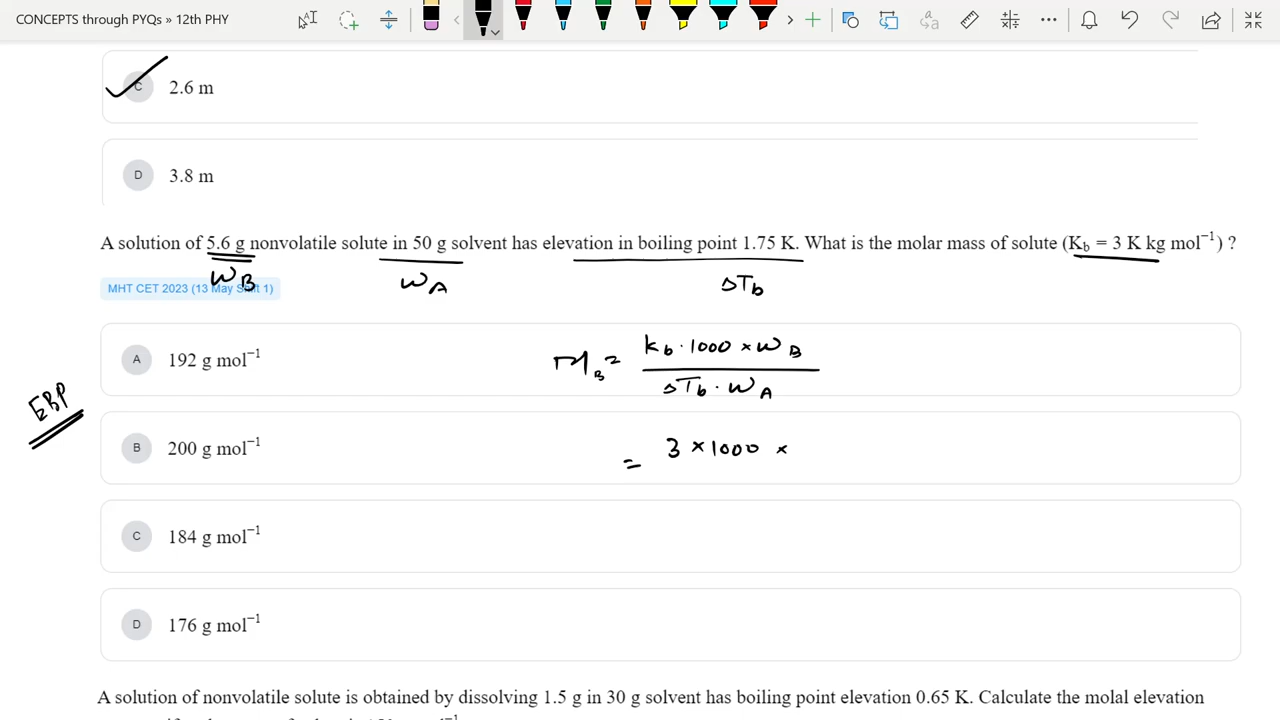 CONCEPTS through PYQs » 12th PHY
C 2.6 m
D 3.8 m
A solution of 5.6 g nonvolatile solute in 50 g solvent has elevation in boiling point 1.75 K. What is the molar mass of solute (K_b = 3 K kg mol⁻¹) ?
W_B W_A ΔT_b
MHT CET 2023 (13 May Shift 1)
A 192 g mol⁻¹
M_B = K_b · 1000 × W_B
ΔT_b · W_A
EBP
B 200 g mol⁻¹
= 3 × 1000 ×
C 184 g mol⁻¹
D 176 g mol⁻¹
A solution of nonvolatile solute is obtained by dissolving 1.5 g in 30 g solvent has boiling point elevation 0.65 K. Calculate the molal elevation